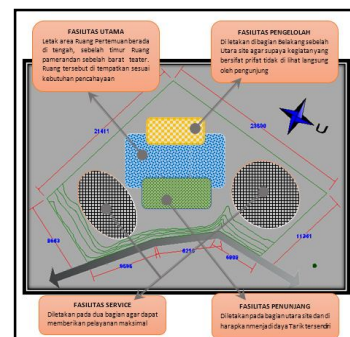 FASILITAS UTAMA
Letak area Ruang Pertemuan berada
di tengah, sebelah timur Ruang
pamerandan sebelah barat teater.
Ruang tersebut di tempatkan sesuai
kebutuhan pencahayaan
FASILITAS PENGELOLAH
Di letakan di bagian Belakang sebelah
Utara site agar supaya kegiatan yang
bersifat prifat tidak di lihat langsung
oleh pengunjung
U
21411
6000
FASILITAS SERVICE
Diletakan pada dua bagian agar dapat
memberikan pelayanan maksimal
FASILITAS PENUNJANG
Diletakan pada bagian utara site dan di
harapkan menjadi daya Tarik tersendiri